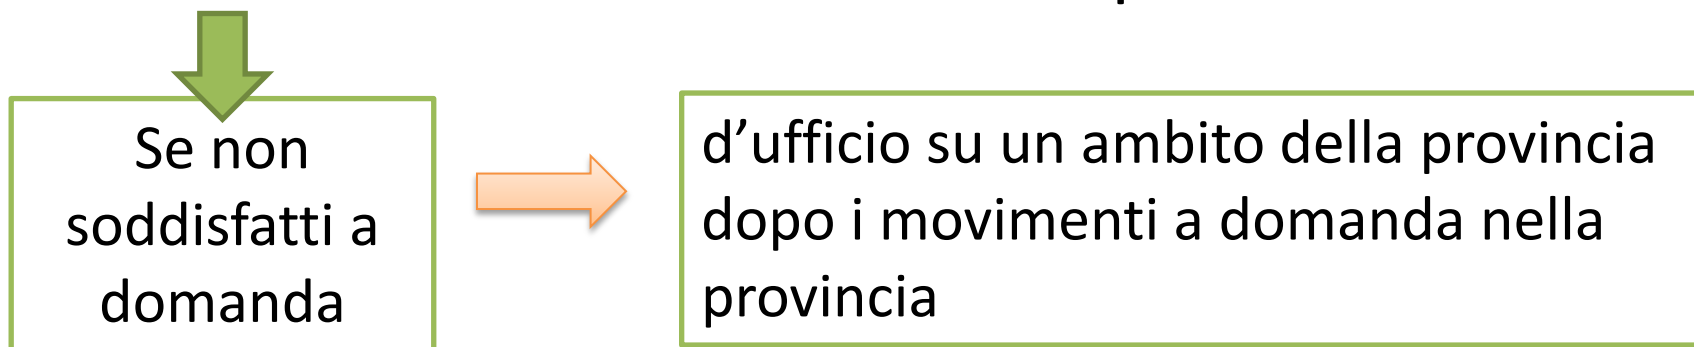 Se non
soddisfatti a
domanda
d’ufficio su un ambito della provincia
dopo i movimenti a domanda nella
provincia